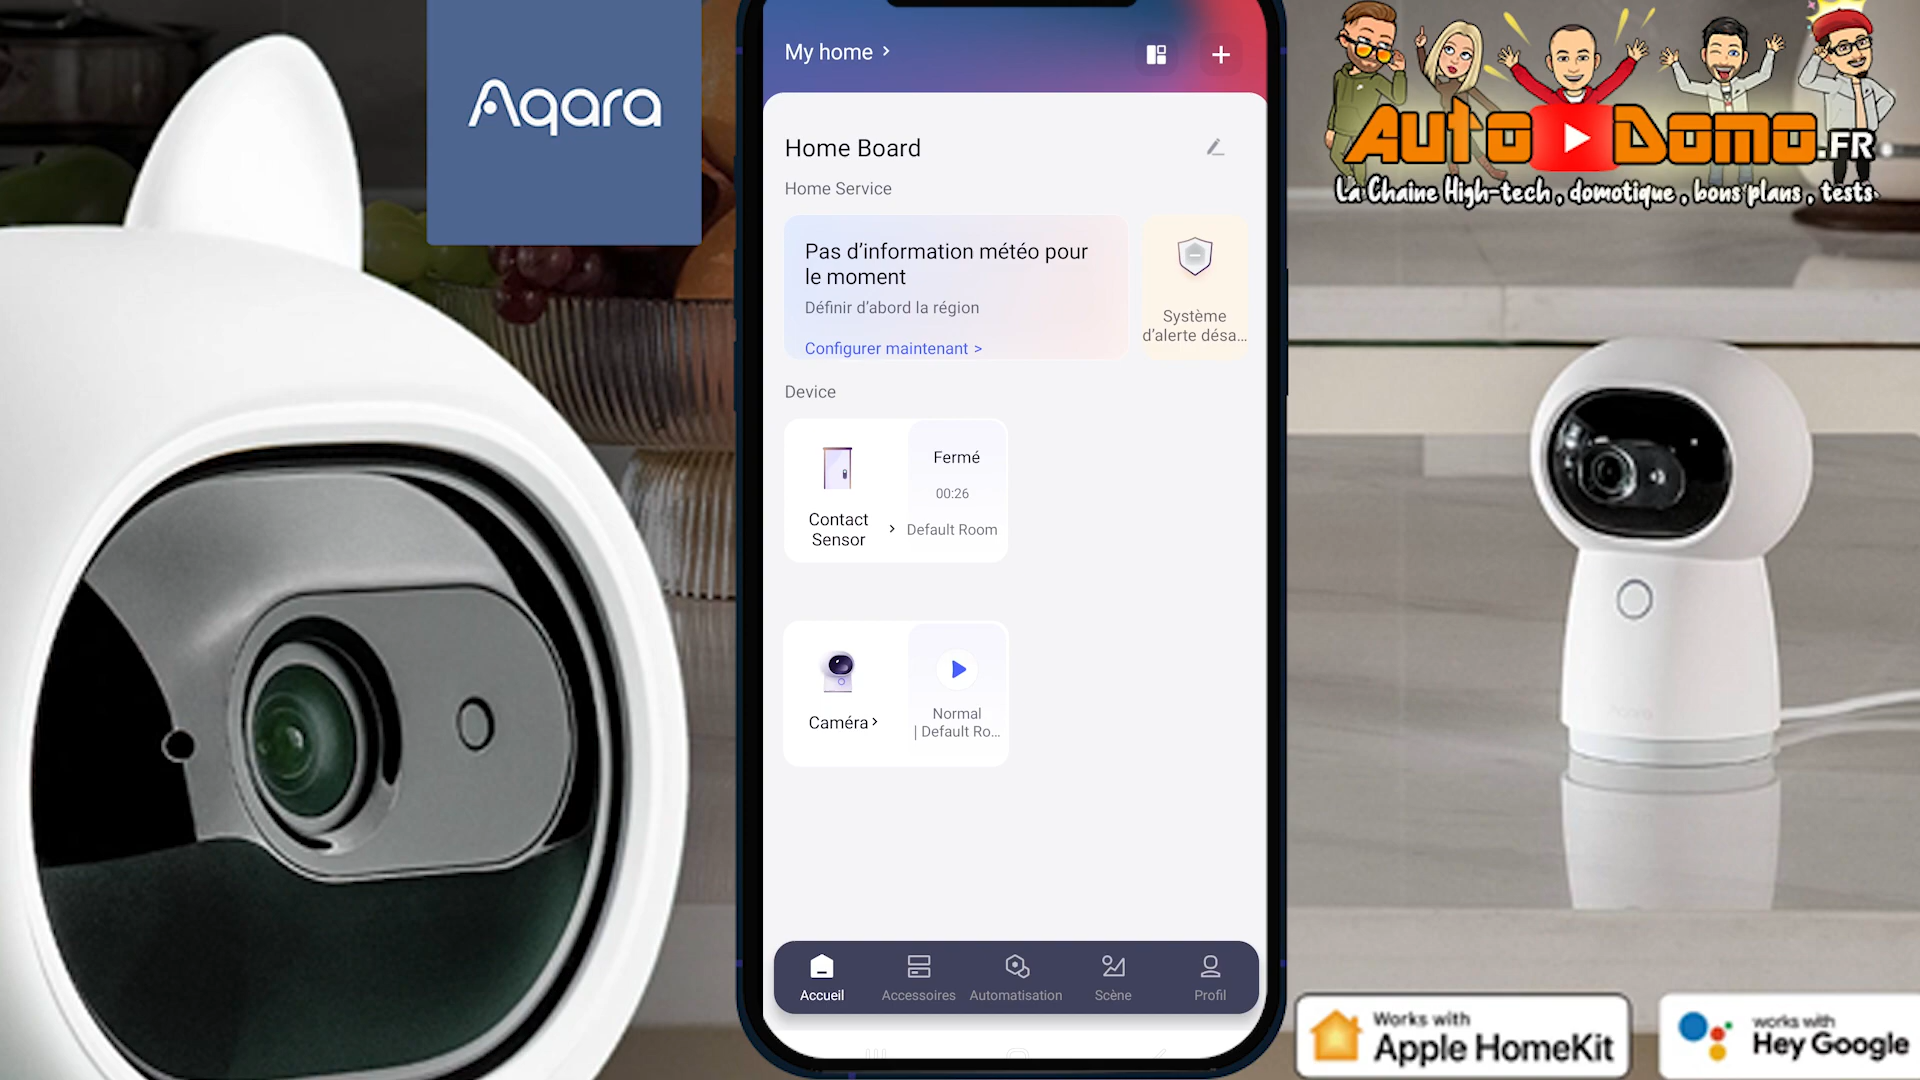 Aqara
My home >
Home Board
Home Service
Pas d’information météo pour
le moment
Définir d’abord la région
Configurer maintenant >
Système
d’alerte désa...
Device
Contact
Sensor >
Fermé
00:26
Default Room
Caméra >
Normal
| Default Ro...
Accueil
Accessoires
Automatisation
Scène
Profil
AUTO DOMO.FR
La Chaine High-tech, domotique, bons plans, tests.
Works with
Apple HomeKit
works with
Hey Google